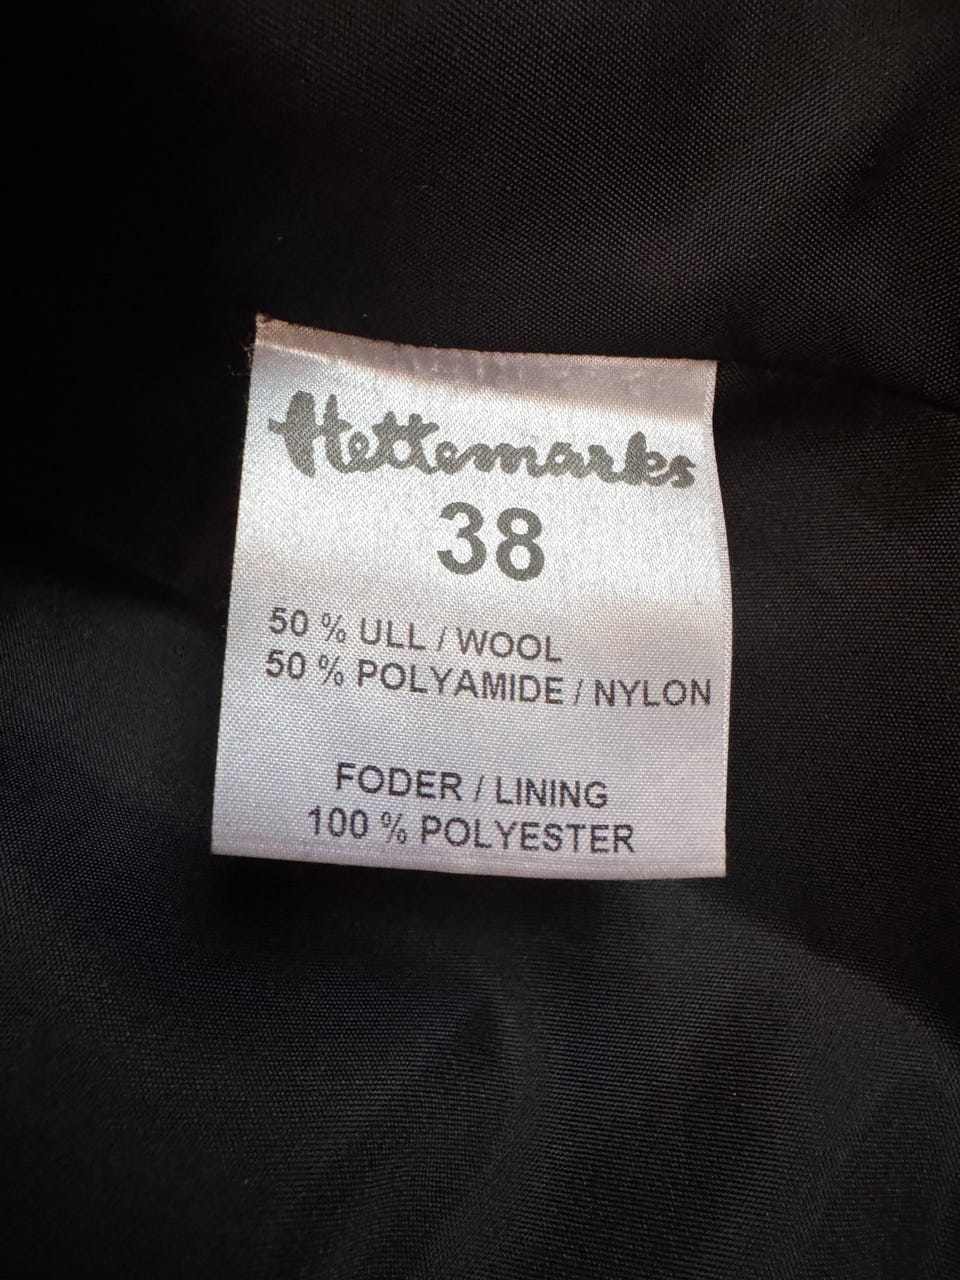 Hettemarks
38
50 % ULL / WOOL
50 % POLYAMIDE / NYLON
FODER / LINING
100 % POLYESTER